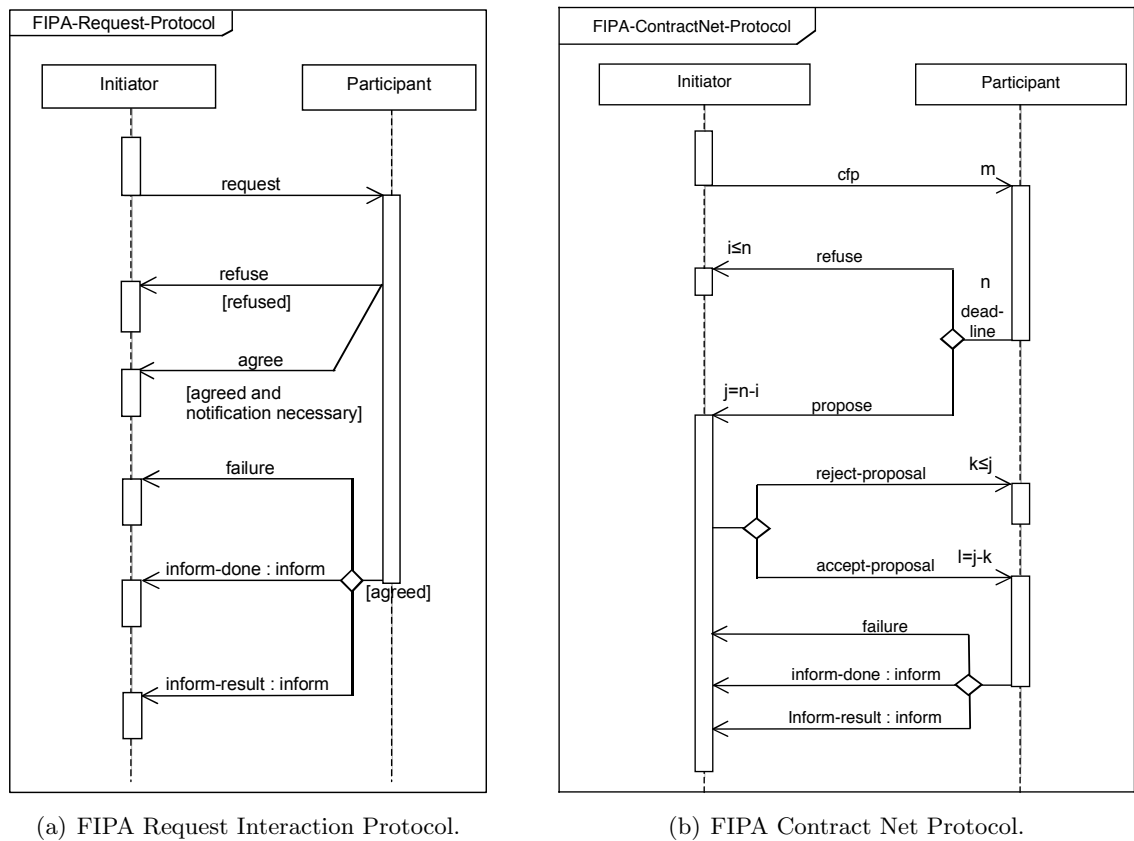 FIPA-Request-Protocol
Initiator
Participant
request
refuse
[refused]
agree
[agreed and
notification necessary]
failure
inform-done : inform
[agreed]
inform-result : inform
(a) FIPA Request Interaction Protocol.
FIPA-ContractNet-Protocol
Initiator
Participant
cfp
m
i≤n
refuse
n
dead-
line
j=n-i
propose
reject-proposal
k≤j
accept-proposal
l=j-k
failure
inform-done : inform
Inform-result : inform
(b) FIPA Contract Net Protocol.